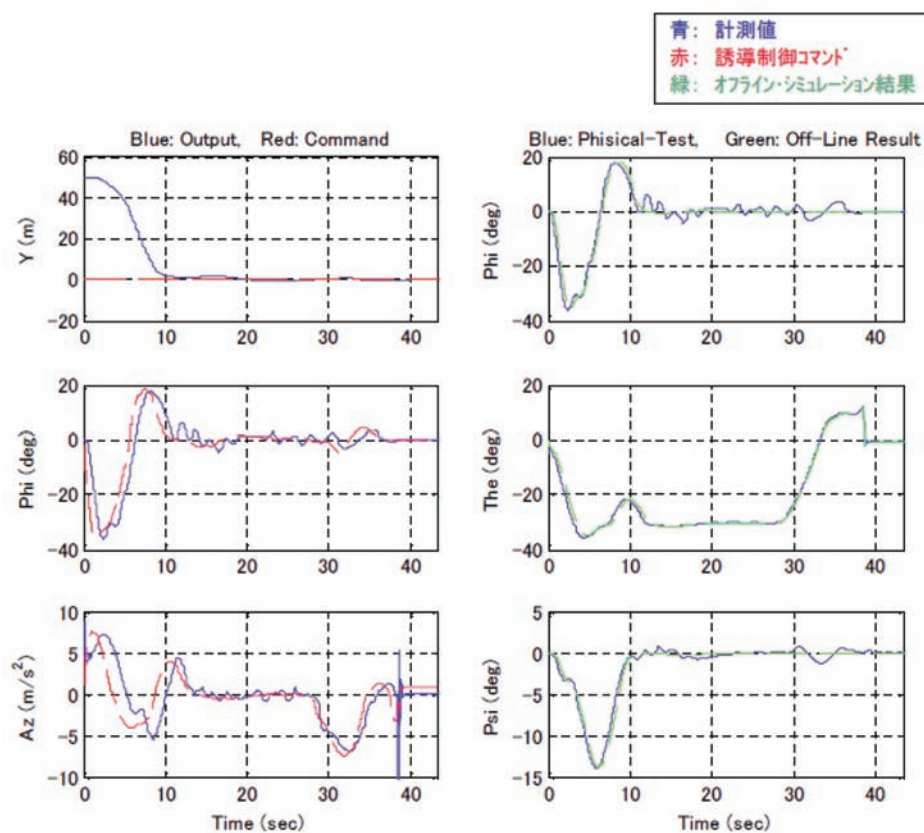 青： 計測値
赤： 誘導制御コマンド
緑： オフライン・シミュレーション結果
Blue: Output, Red: Command
60
40
20
0
-20
Y (m)
0 10 20 30 40
20
0
-20
-40
Phi (deg)
0 10 20 30 40
10
5
0
-5
-10
Az (m/s²)
0 10 20 30 40
Time (sec)
Blue: Phisical-Test, Green: Off-Line Result
20
0
-20
-40
Phi (deg)
0 10 20 30 40
20
0
-20
-40
The (deg)
0 10 20 30 40
5
0
-5
-10
-15
Psi (deg)
0 10 20 30 40
Time (sec)